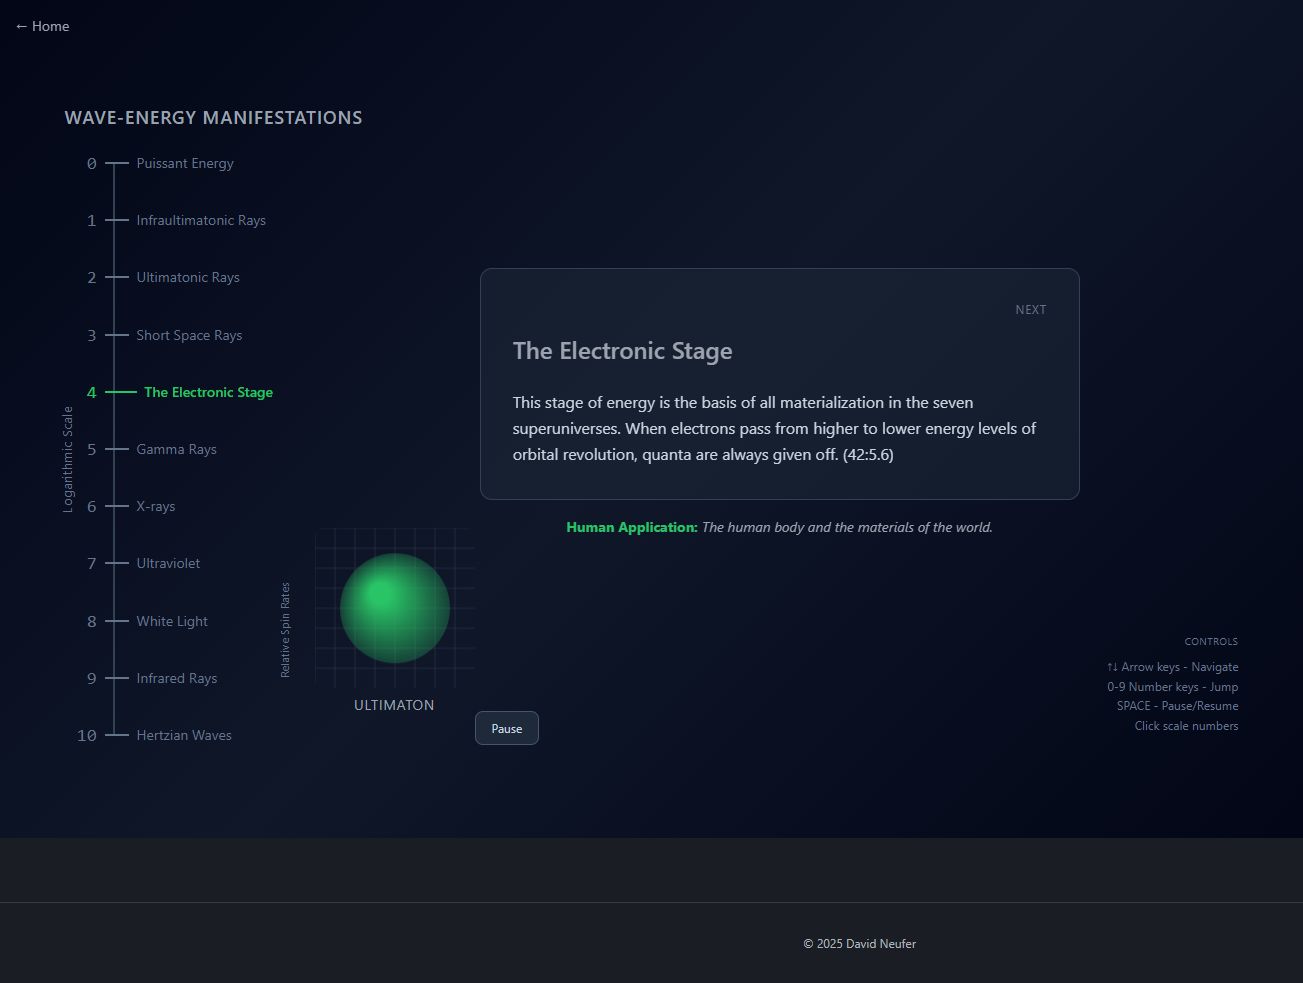 ← Home
WAVE-ENERGY MANIFESTATIONS
0 Puissant Energy
1 Infraultimatonic Rays
2 Ultimatonic Rays
3 Short Space Rays
4 The Electronic Stage
5 Gamma Rays
6 X-rays
7 Ultraviolet
8 White Light
9 Infrared Rays
10 Hertzian Waves
Logarithmic Scale
NEXT
The Electronic Stage
This stage of energy is the basis of all materialization in the seven
superuniverses. When electrons pass from higher to lower energy levels of
orbital revolution, quanta are always given off. (42:5.6)
Human Application: The human body and the materials of the world.
Relative Spin Rates
ULTIMATON
Pause
CONTROLS
↑↓ Arrow keys - Navigate
0-9 Number keys - Jump
SPACE - Pause/Resume
Click scale numbers
© 2025 David Neufer